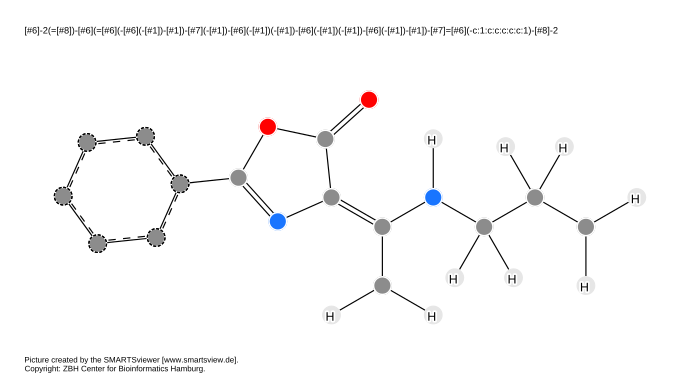 [#6]-2(=[#8])-[#6](=[#6](-[#6](-[#1])-[#1])-[#7](-[#1])-[#6](-[#1])(-[#1])-[#6](-[#1])(-[#1])-[#6](-[#1])-[#1])-[#7]=[#6](-c:1:c:c:c:c:c:1)-[#8]-2
H
H
H
H
H
H
H
H
H
Picture created by the SMARTSviewer [www.smartsview.de].
Copyright: ZBH Center for Bioinformatics Hamburg.